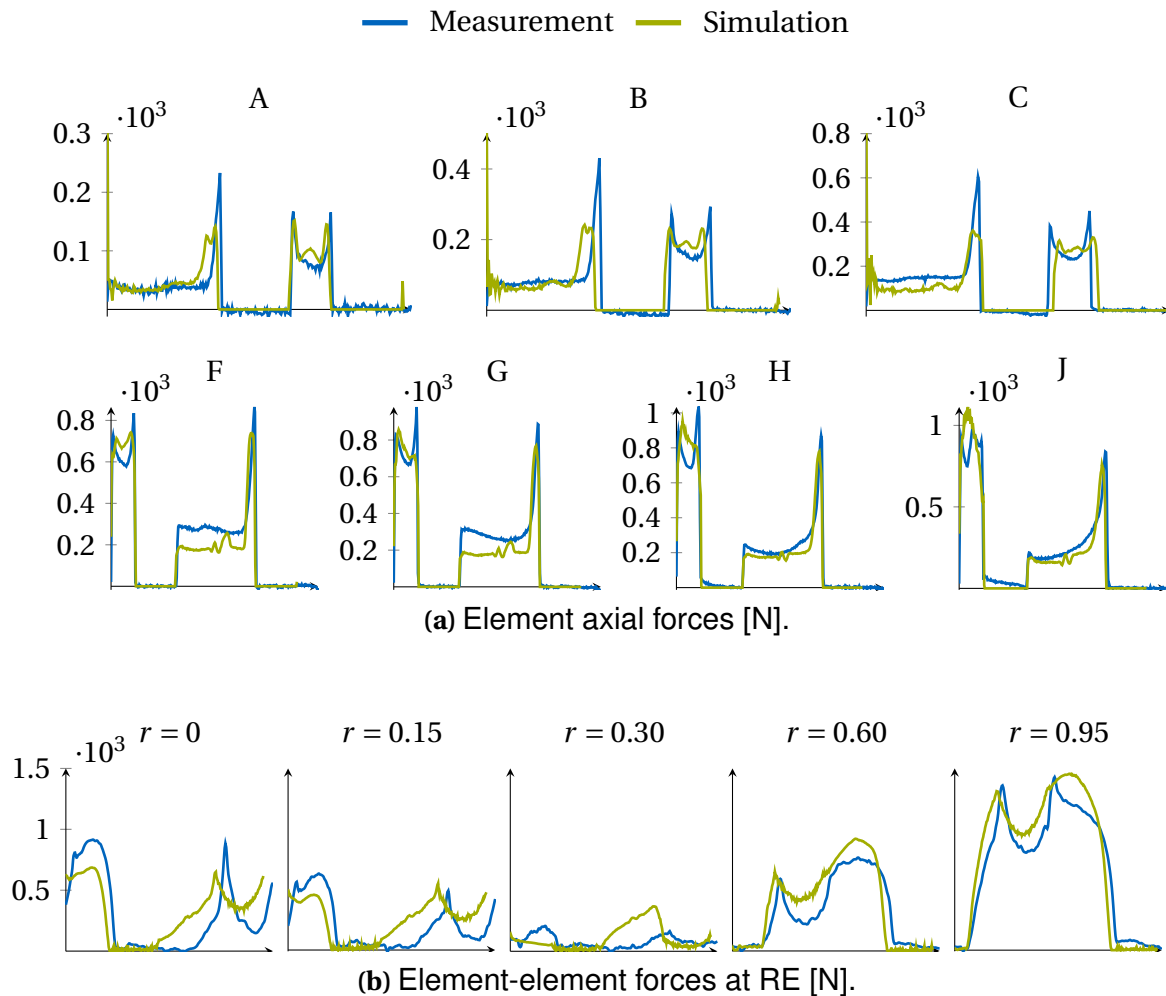 Measurement Simulation
A B C
·10³ ·10³ ·10³
0.3 0.2 0.1
0.4 0.2
0.8 0.6 0.4 0.2
F G H J
·10³ ·10³ ·10³ ·10³
0.8 0.6 0.4 0.2
0.8 0.6 0.4 0.2
1 0.8 0.6 0.4 0.2
1 0.5
(a) Element axial forces [N].
r = 0 r = 0.15 r = 0.30 r = 0.60 r = 0.95
·10³
1.5
1
0.5
(b) Element-element forces at RE [N].